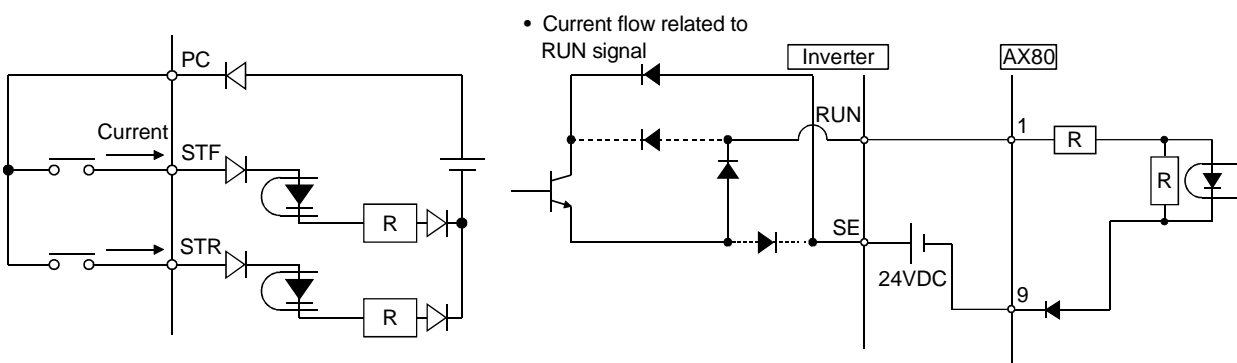 • Current flow related to
RUN signal
PC
Current
STF
R
STR
R
Inverter
AX80
RUN
1
R
R
SE
24VDC
9